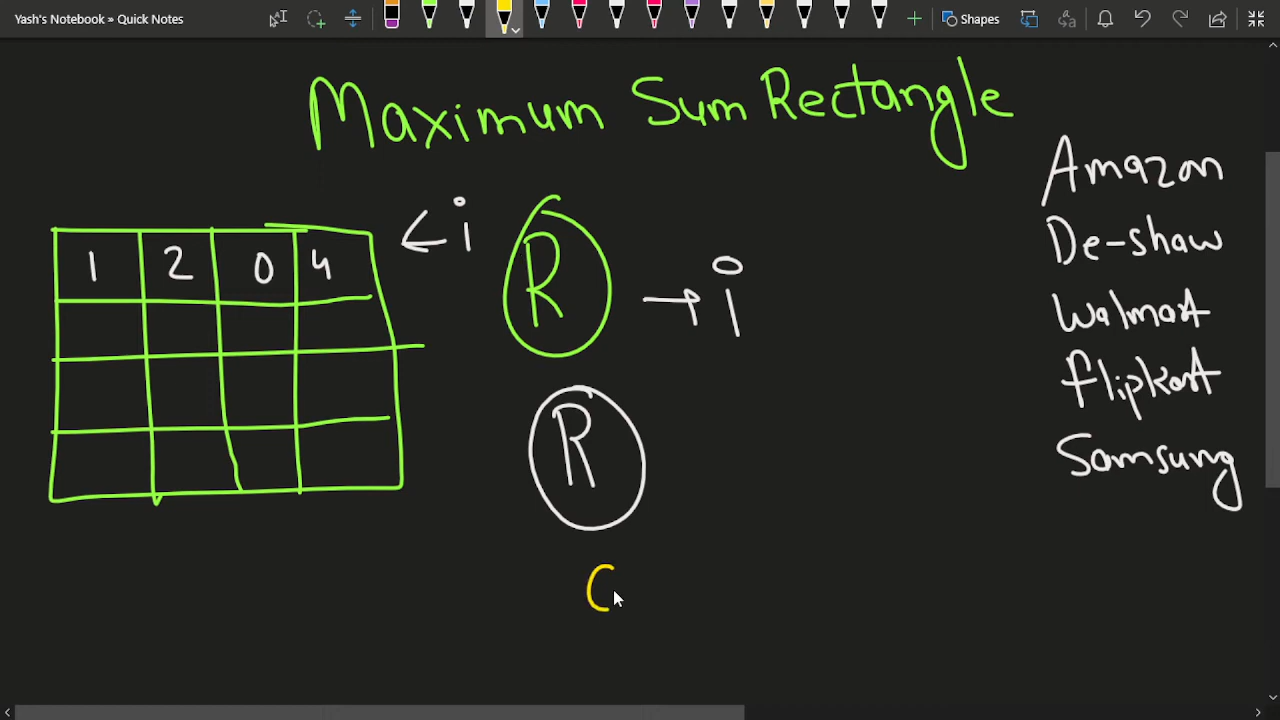 Yash's Notebook » Quick Notes
Shapes
Maximum Sum Rectangle
Amazon
De-shaw
Walmart
flipkart
Samsung
1 2 0 4
← i
R → i
R
C